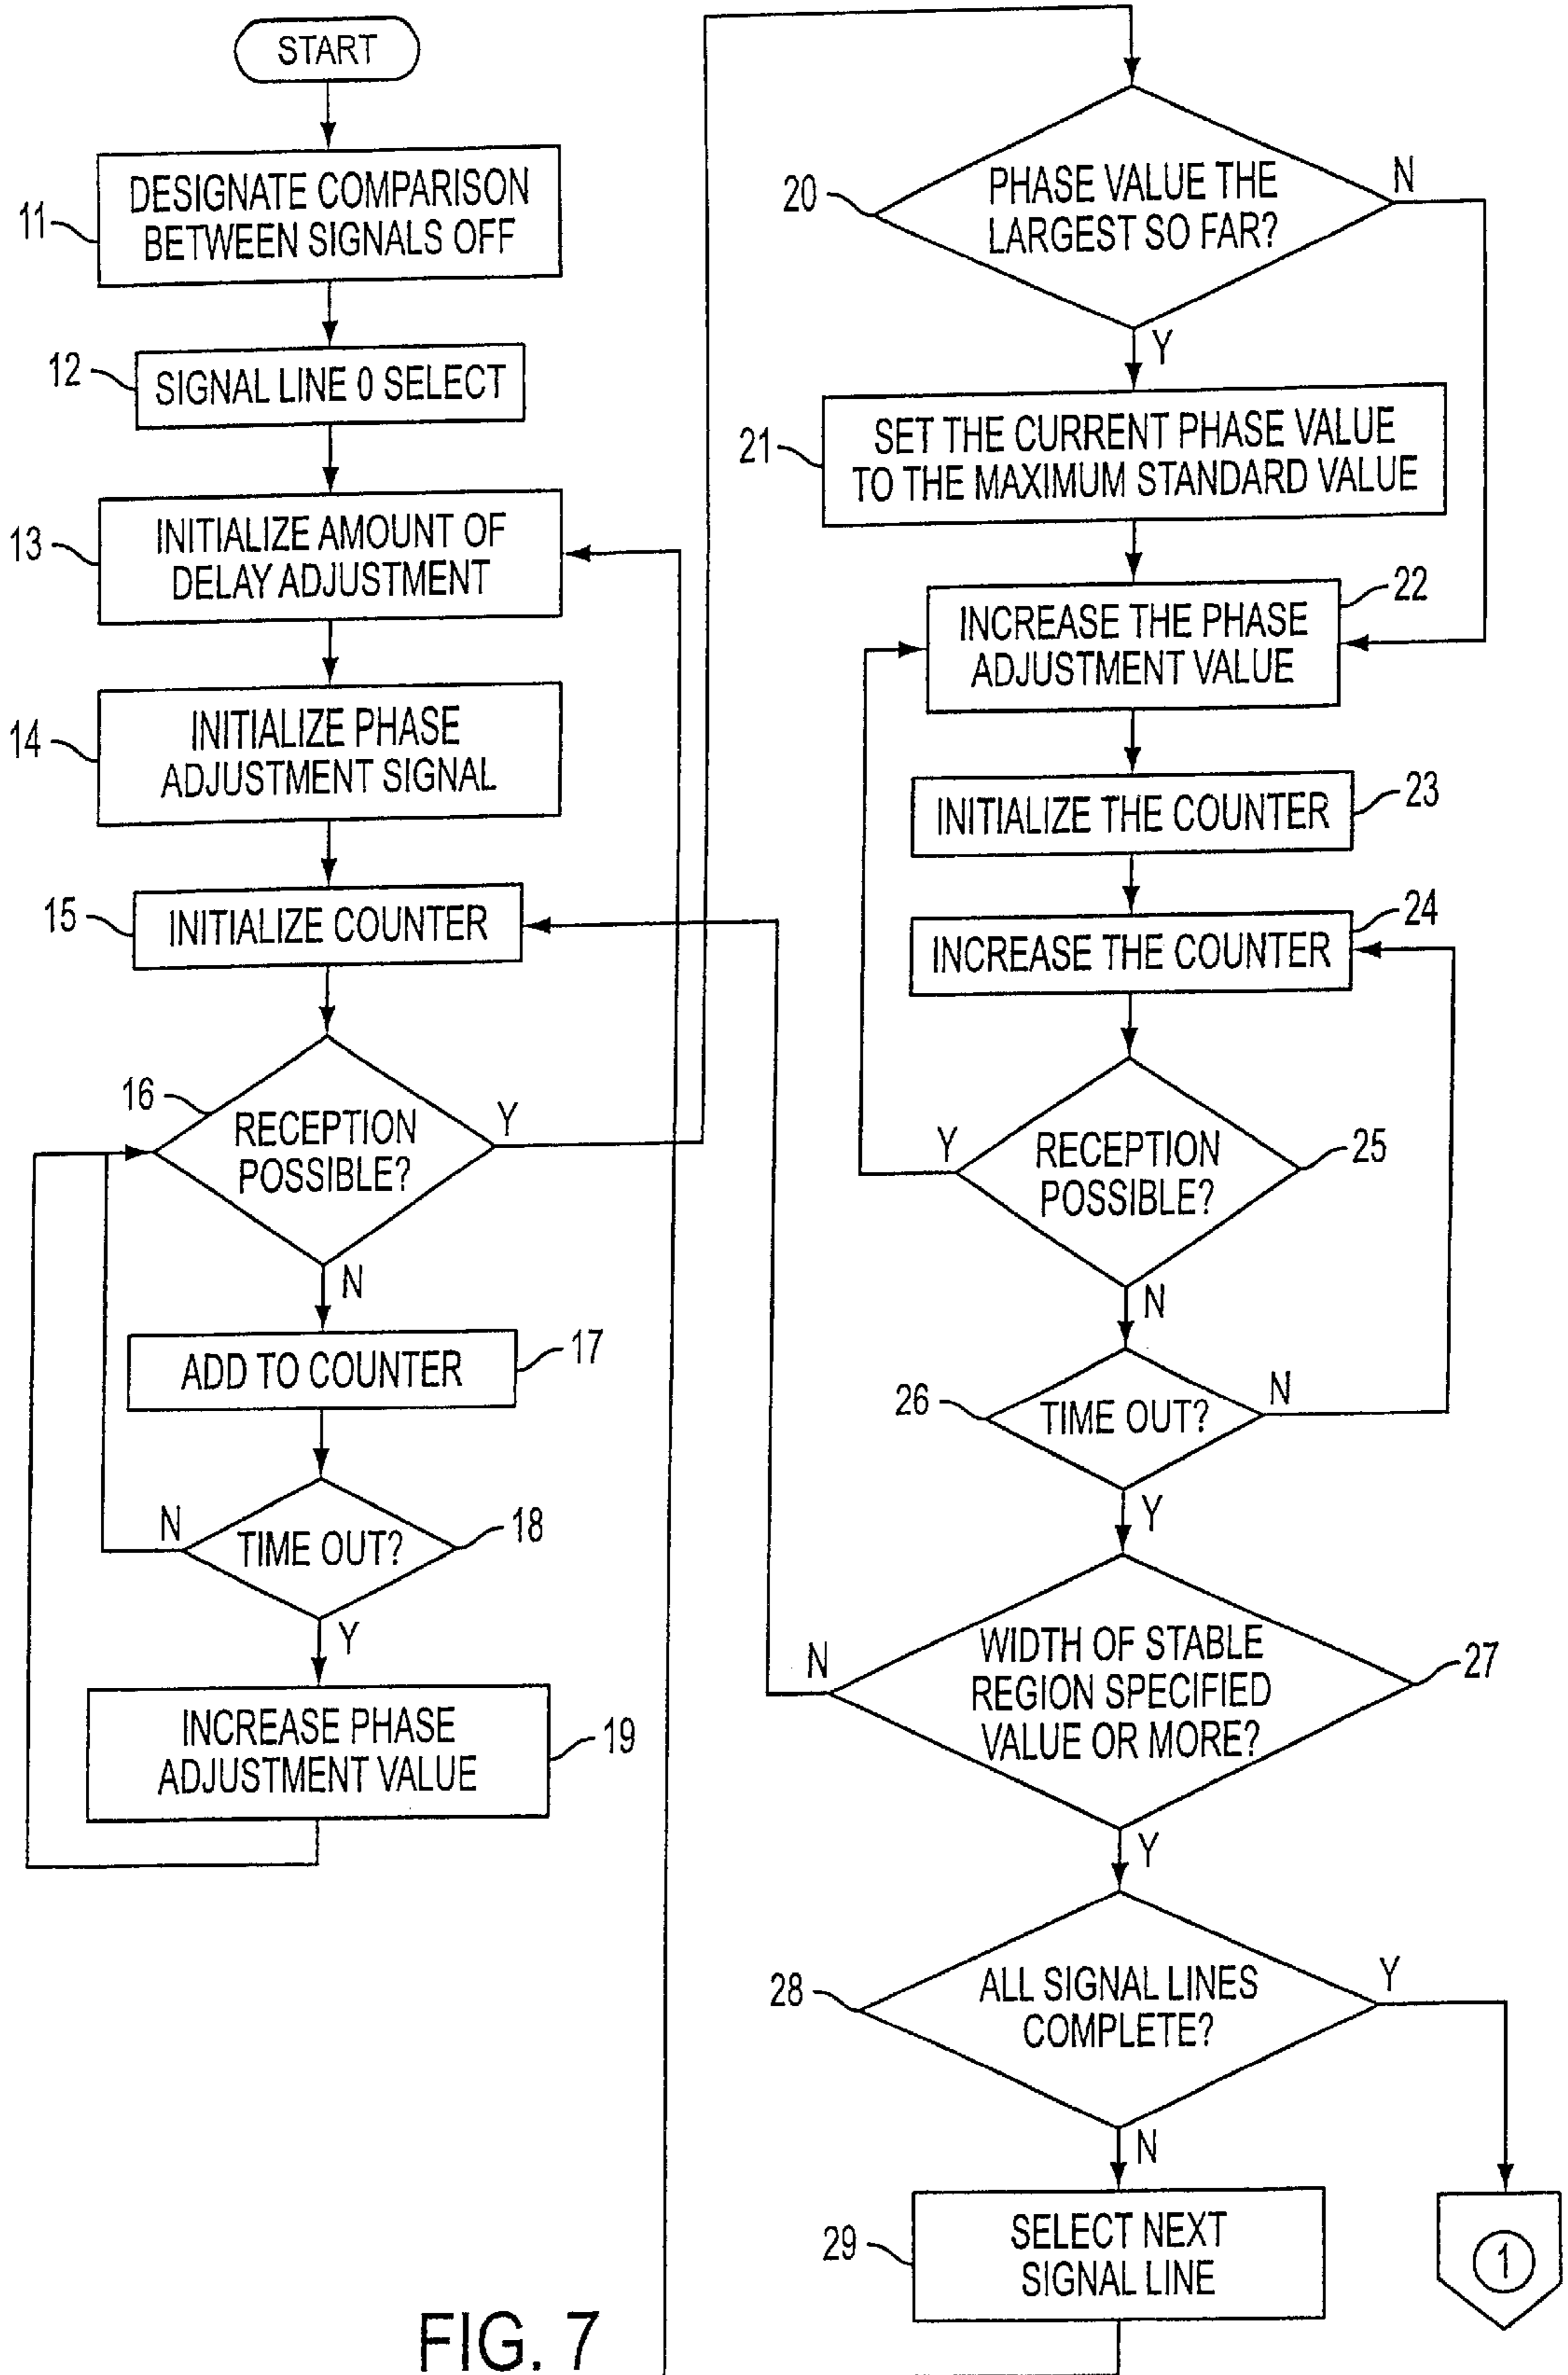 START
11
DESIGNATE COMPARISON
BETWEEN SIGNALS OFF
12
SIGNAL LINE 0 SELECT
13
INITIALIZE AMOUNT OF
DELAY ADJUSTMENT
14
INITIALIZE PHASE
ADJUSTMENT SIGNAL
15
INITIALIZE COUNTER
16
RECEPTION
POSSIBLE?
Y
N
ADD TO COUNTER
17
N
TIME OUT?
18
Y
INCREASE PHASE
ADJUSTMENT VALUE
19
20
PHASE VALUE THE
LARGEST SO FAR?
N
Y
21
SET THE CURRENT PHASE VALUE
TO THE MAXIMUM STANDARD VALUE
22
INCREASE THE PHASE
ADJUSTMENT VALUE
INITIALIZE THE COUNTER
23
24
INCREASE THE COUNTER
Y
RECEPTION
POSSIBLE?
25
N
26
TIME OUT?
N
Y
N
WIDTH OF STABLE
REGION SPECIFIED
VALUE OR MORE?
27
Y
28
ALL SIGNAL LINES
COMPLETE?
Y
N
29
SELECT NEXT
SIGNAL LINE
1
FIG. 7